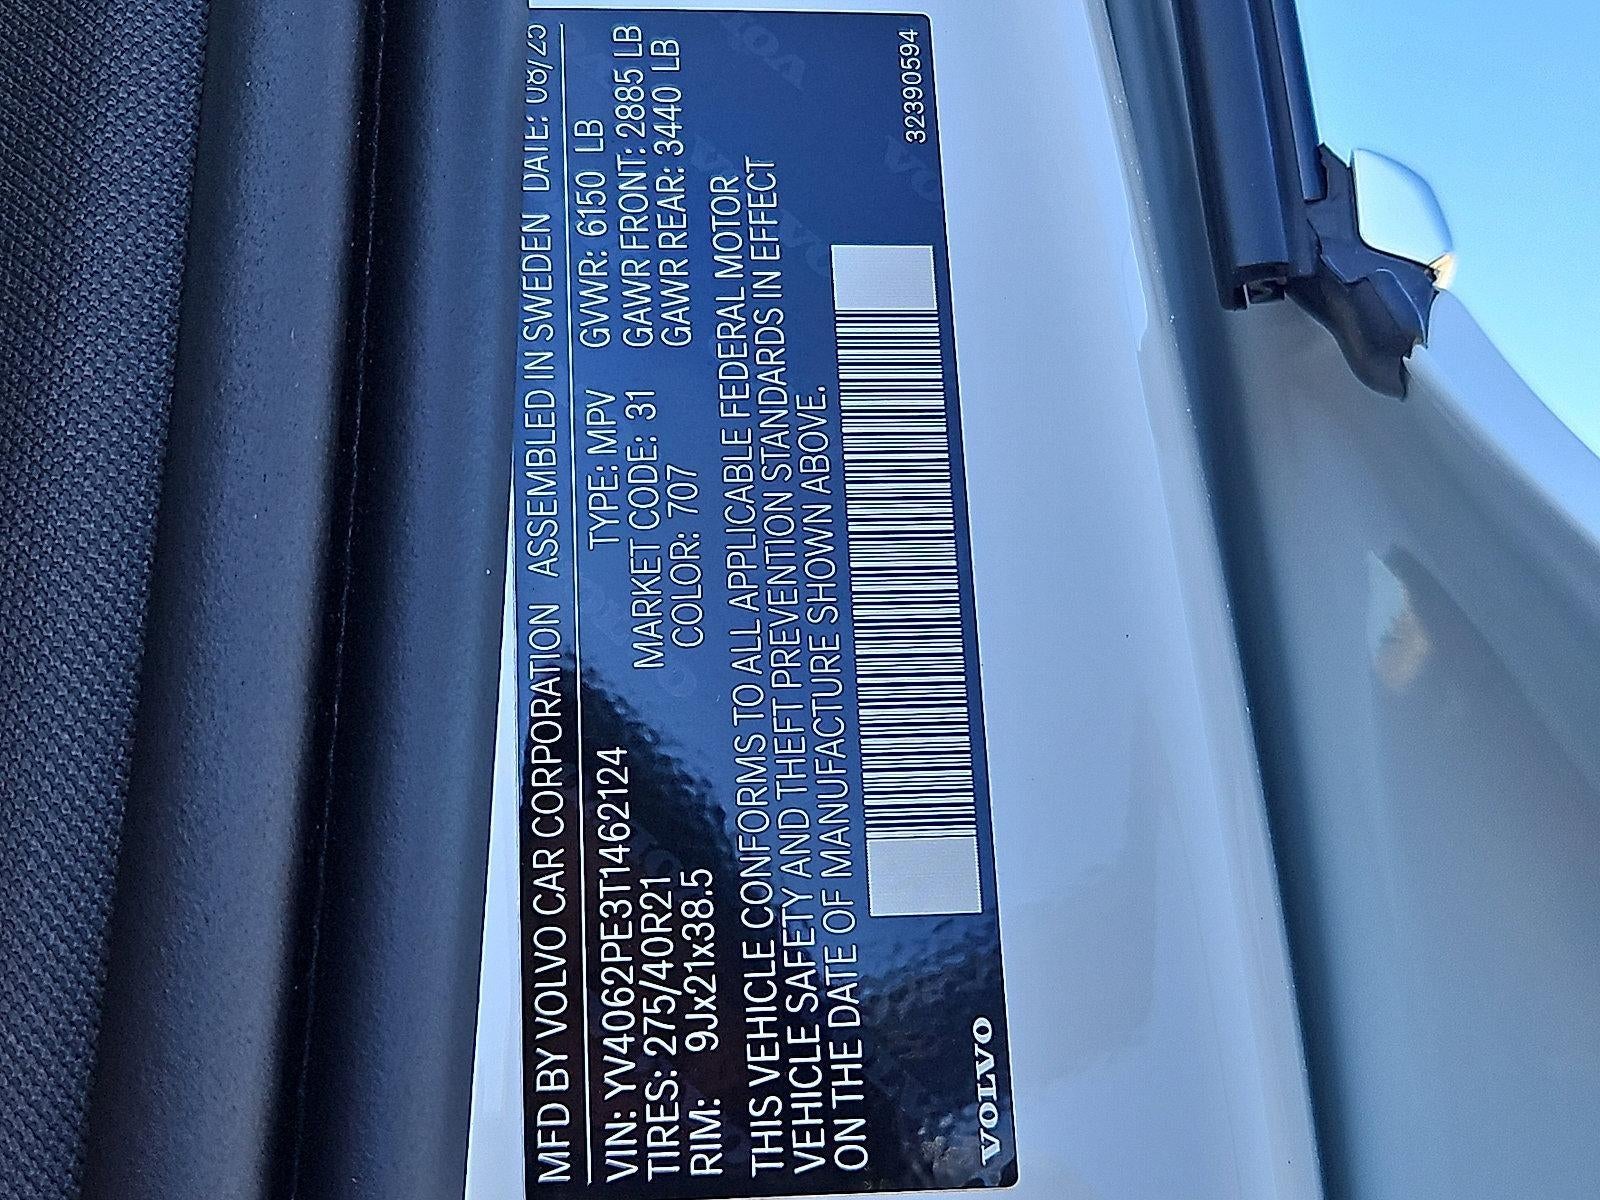 MFD BY VOLVO CAR CORPORATION ASSEMBLED IN SWEDEN DATE: 08/25
VIN: YV4062PE3T1462124 TYPE: MPV GVWR: 6150 LB
TIRES: 275/40R21 MARKET CODE: 31 GAWR FRONT: 2885 LB
RIM: 9Jx21x38.5 COLOR: 707 GAWR REAR: 3440 LB
THIS VEHICLE CONFORMS TO ALL APPLICABLE FEDERAL MOTOR
VEHICLE SAFETY AND THEFT PREVENTION STANDARDS IN EFFECT
ON THE DATE OF MANUFACTURE SHOWN ABOVE.
VOLVO 32390594